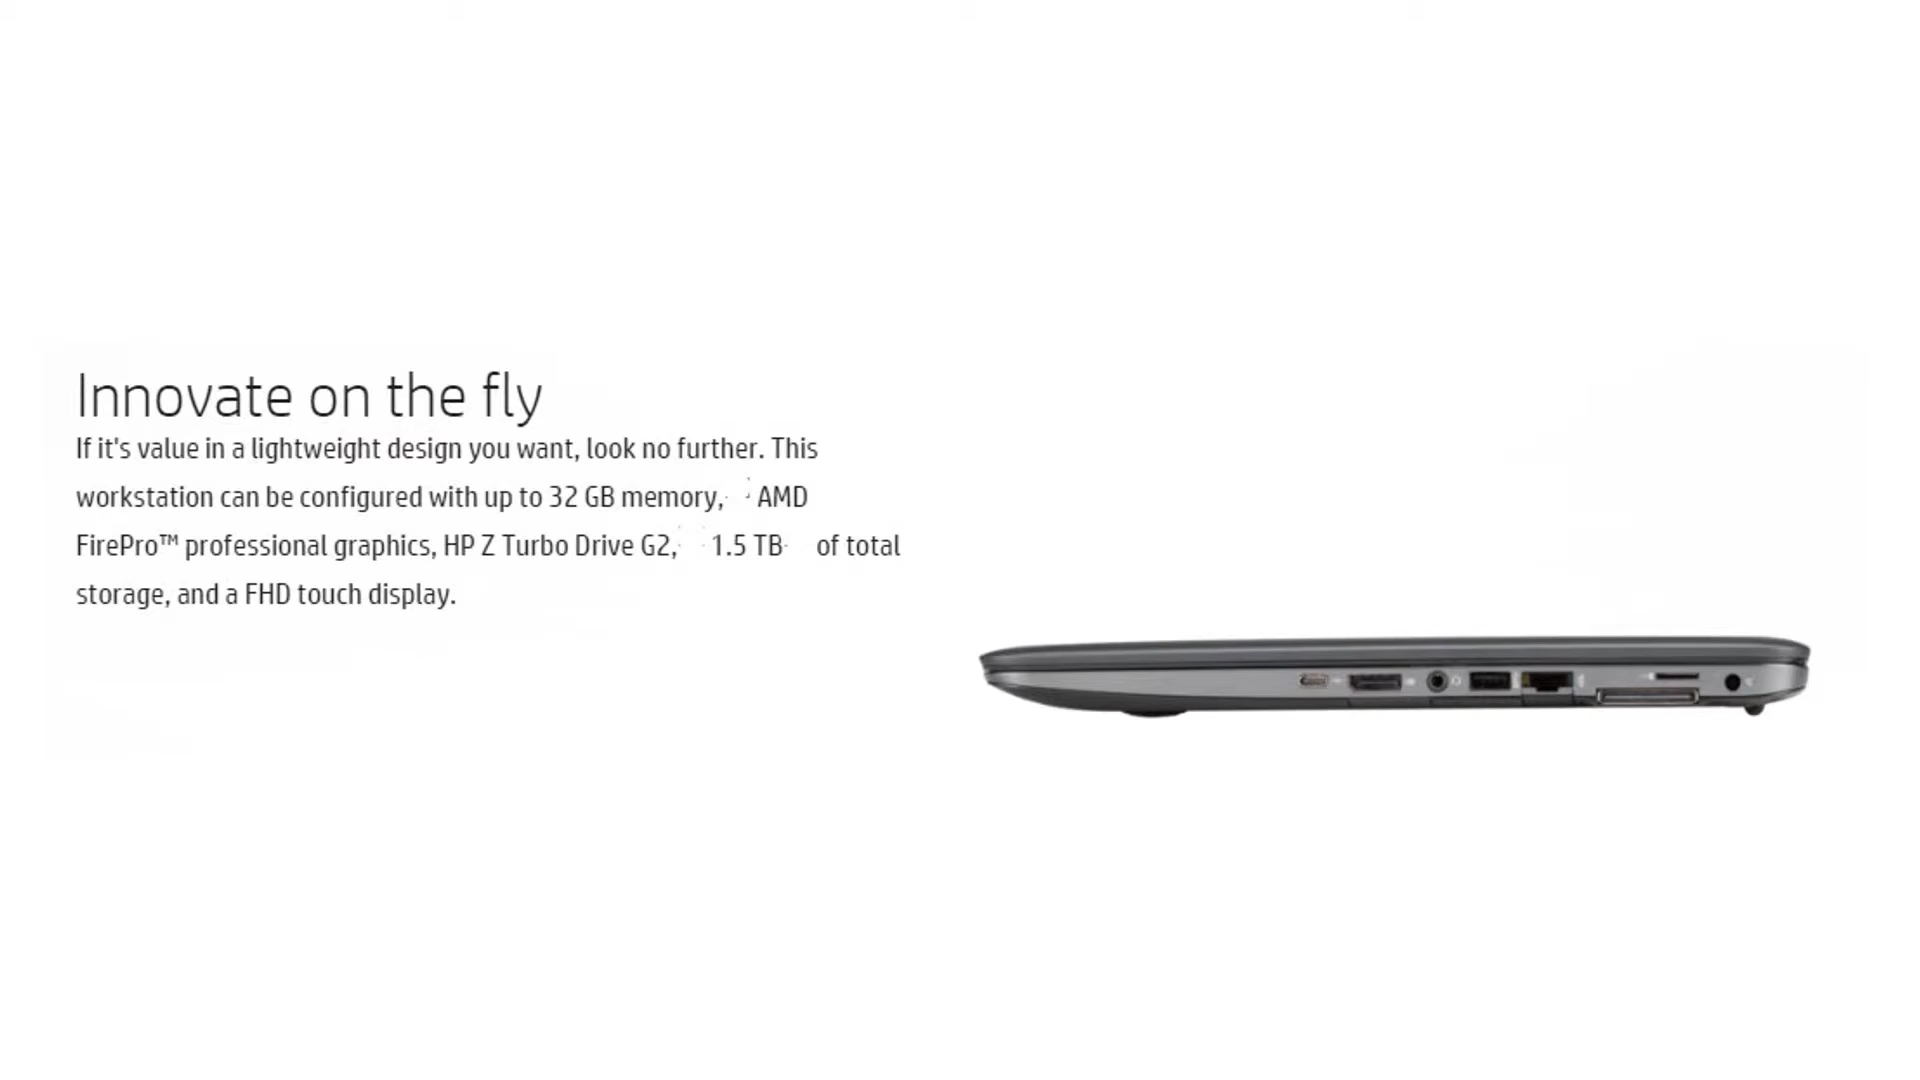 Innovate on the fly
If it's value in a lightweight design you want, look no further. This
workstation can be configured with up to 32 GB memory, AMD
FirePro™ professional graphics, HP Z Turbo Drive G2, 1.5 TB of total
storage, and a FHD touch display.